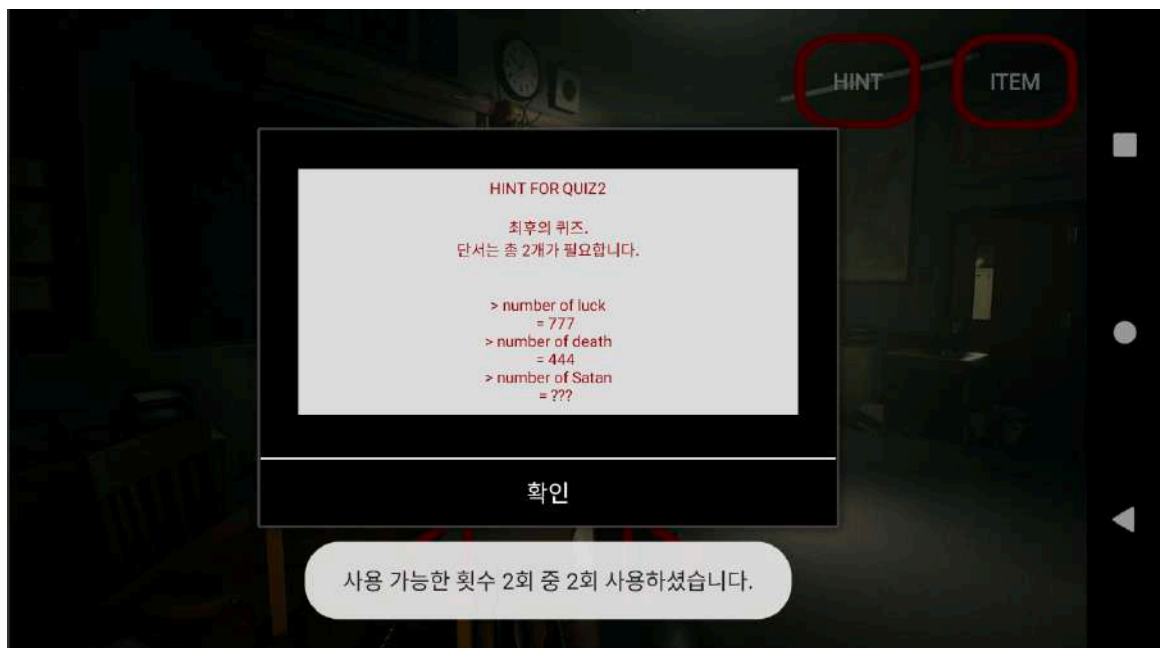 HINT
ITEM
HINT FOR QUIZ2
최후의 퀴즈.
단서는 총 2개가 필요합니다.
> number of luck
= 777
> number of death
= 444
> number of Satan
= ???
확인
사용 가능한 횟수 2회 중 2회 사용하셨습니다.